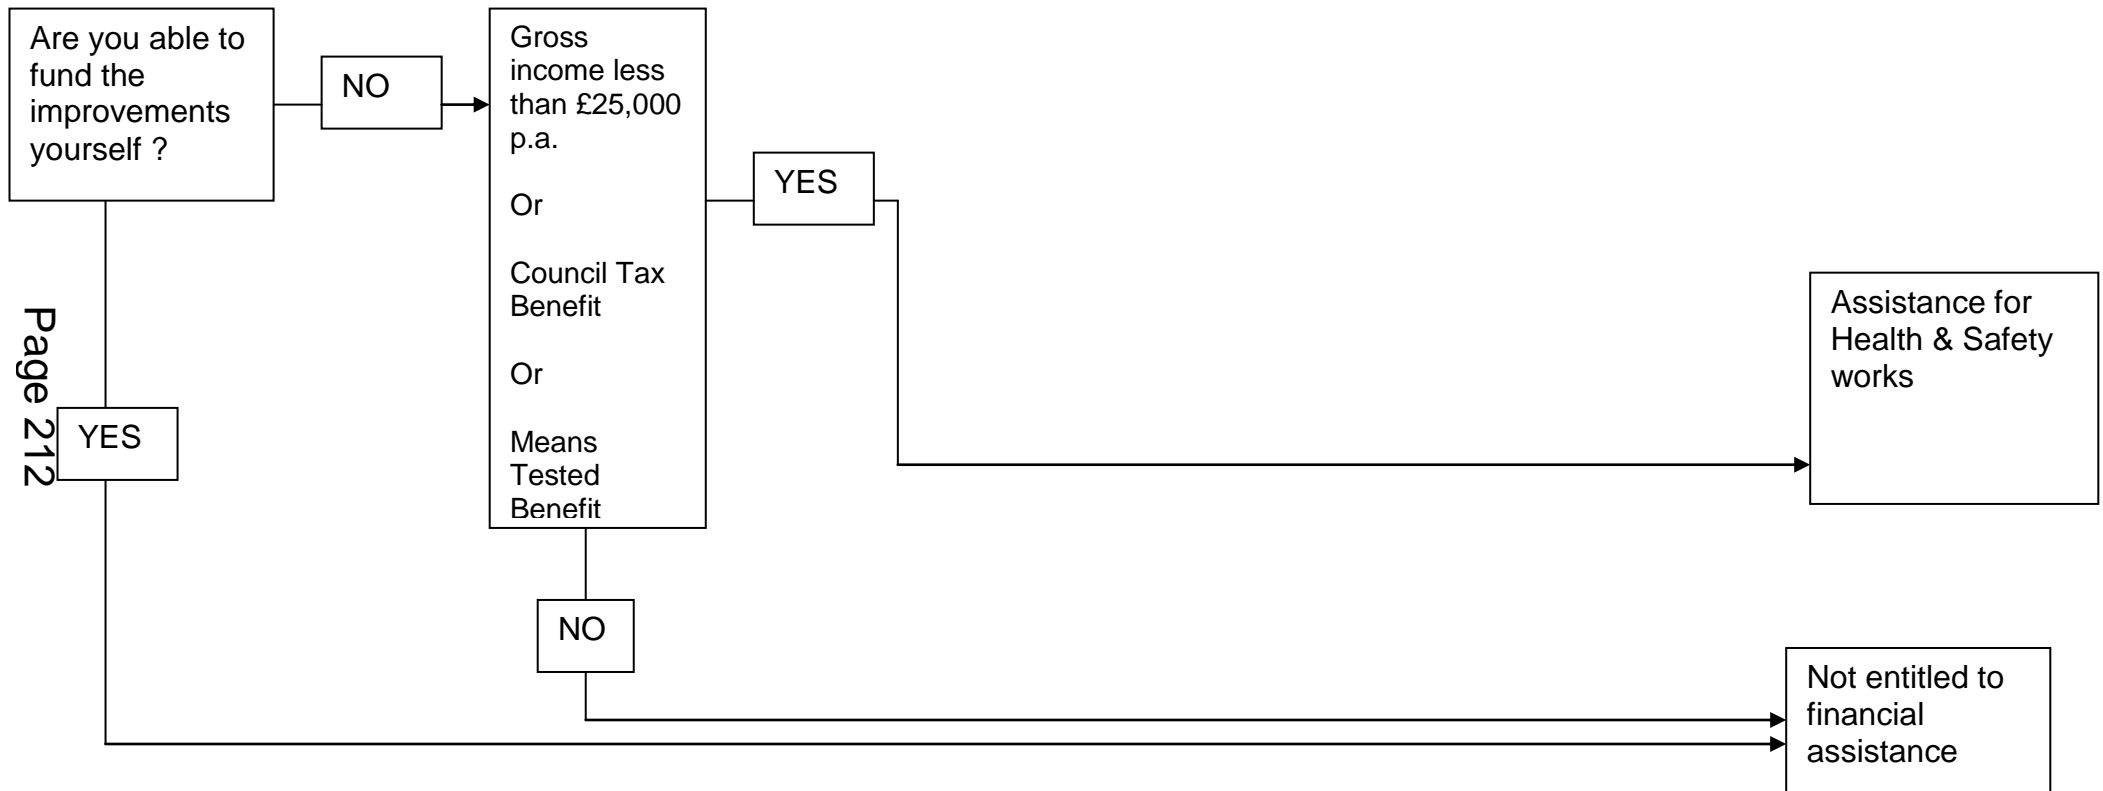 Are you able to
fund the
improvements
yourself ?
NO
Gross
income less
than £25,000
p.a.
Or
Council Tax
Benefit
Or
Means
Tested
Benefit
YES
Assistance for
Health & Safety
works
Page 212
YES
NO
Not entitled to
financial
assistance